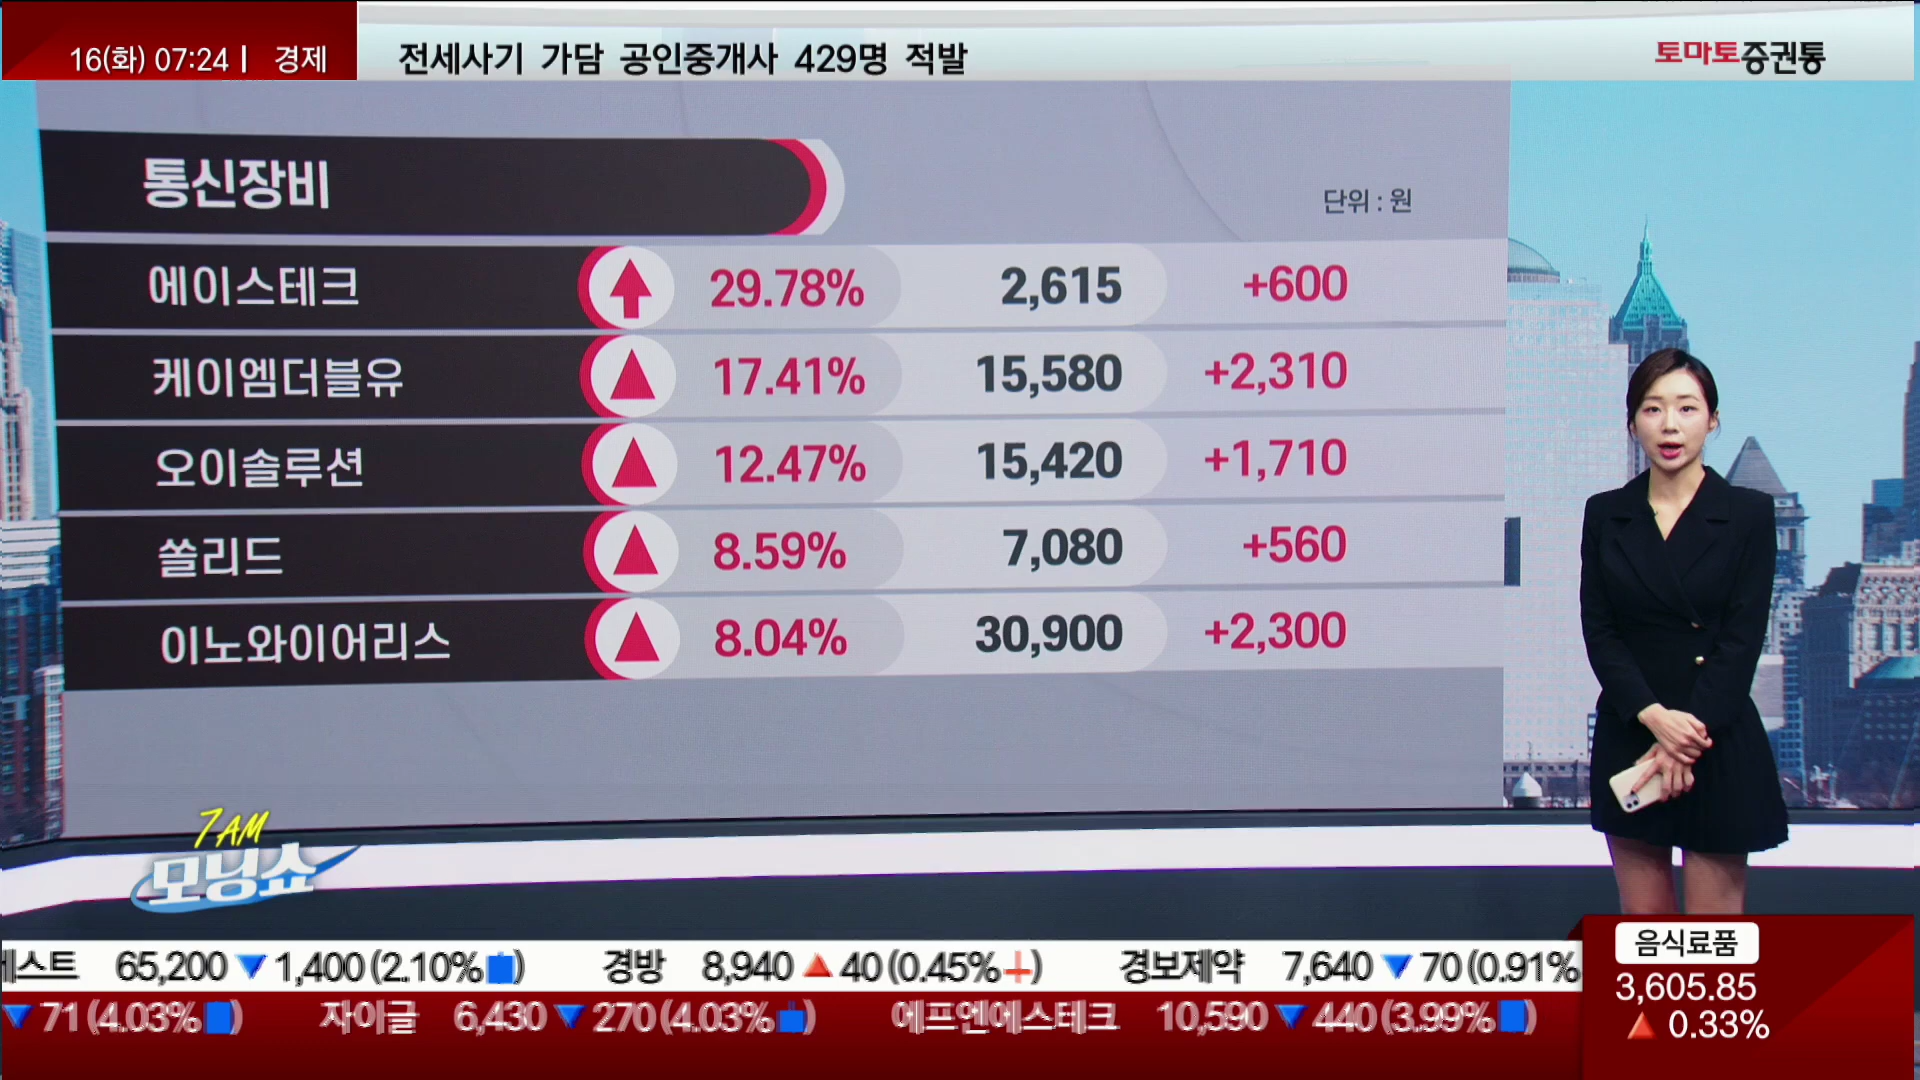 16(화) 07:24 | 경제
전세사기 가담 공인중개사 429명 적발
토마토증권통
통신장비
단위 : 원
에이스테크 29.78% 2,615 +600
케이엠더블유 17.41% 15,580 +2,310
오이솔루션 12.47% 15,420 +1,710
쏠리드 8.59% 7,080 +560
이노와이어리스 8.04% 30,900 +2,300
7 AM
모닝쇼
에스트 65,200 ▼ 1,400 (2.10%) 경방 8,940 ▲ 40 (0.45%+) 경보제약 7,640 ▼ 70 (0.91%
▼ 71 (4.03%) 자이글 6,430 ▼ 270 (4.03%) 에프엔에스테크 10,590 ▼ 440 (3.99%)
음식료품
3,605.85
▲ 0.33%